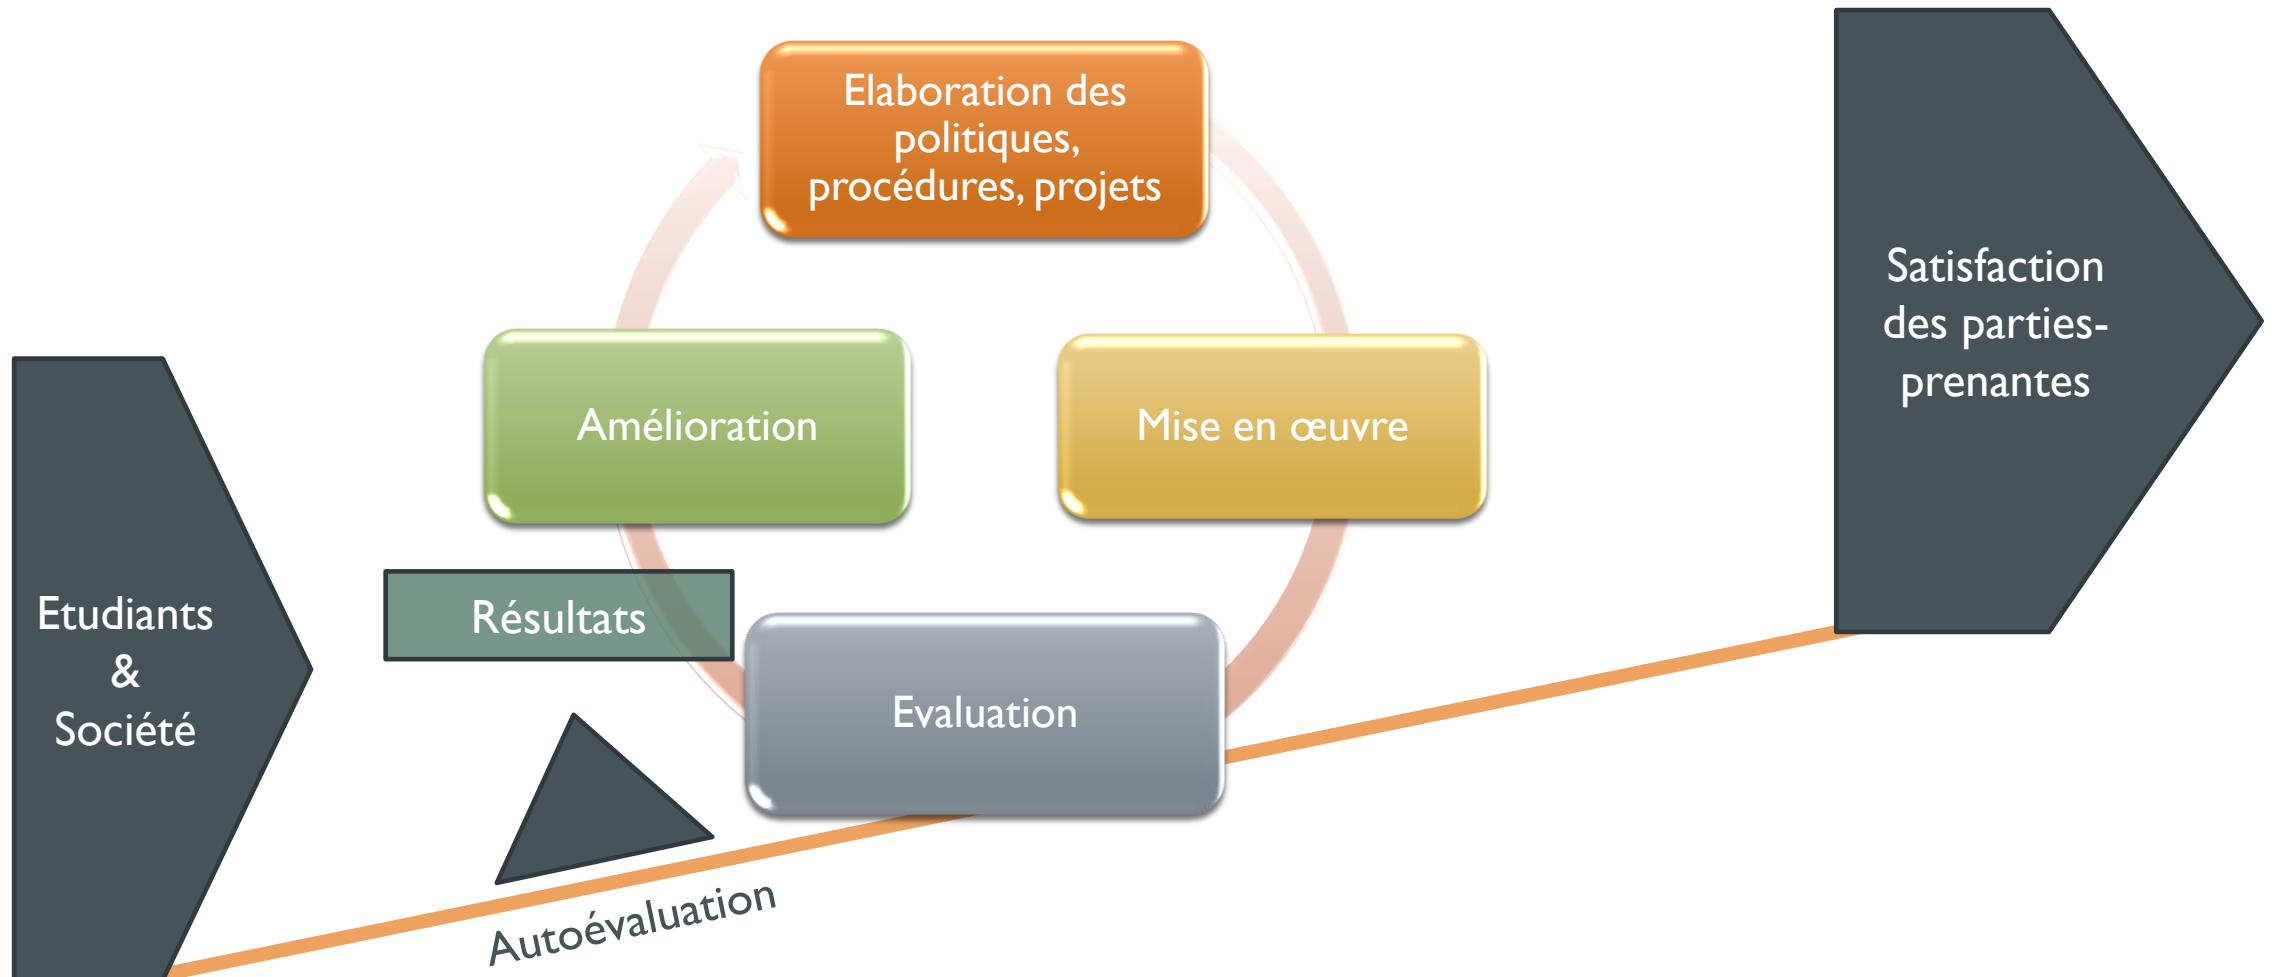 Elaboration des
politiques,
procédures, projets
Satisfaction
des parties-
prenantes
Amélioration
Mise en œuvre
Etudiants
&
Société
Résultats
Evaluation
Autoévaluation